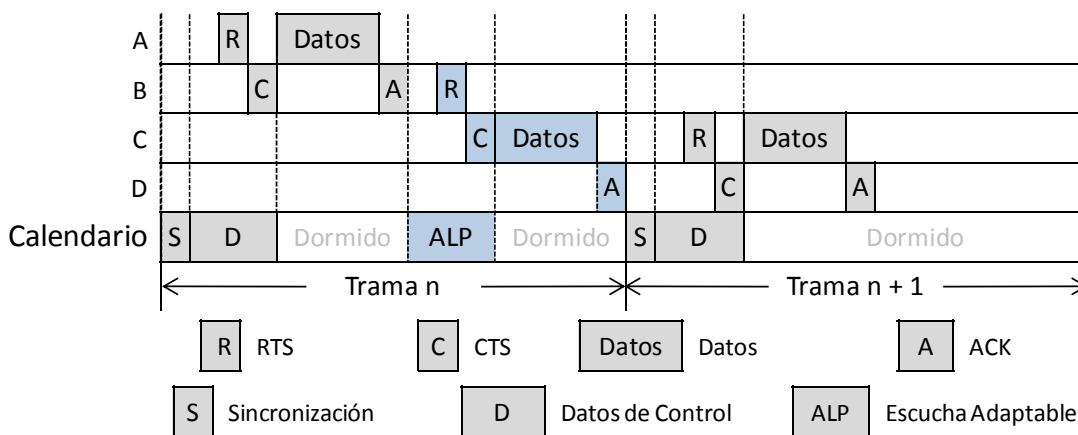 A R Datos
B C A R
C C Datos R Datos
D A C A
Calendario S D Dormido ALP Dormido S D Dormido
Trama n Trama n + 1
R RTS C CTS Datos Datos A ACK
S Sincronización D Datos de Control ALP Escucha Adaptable